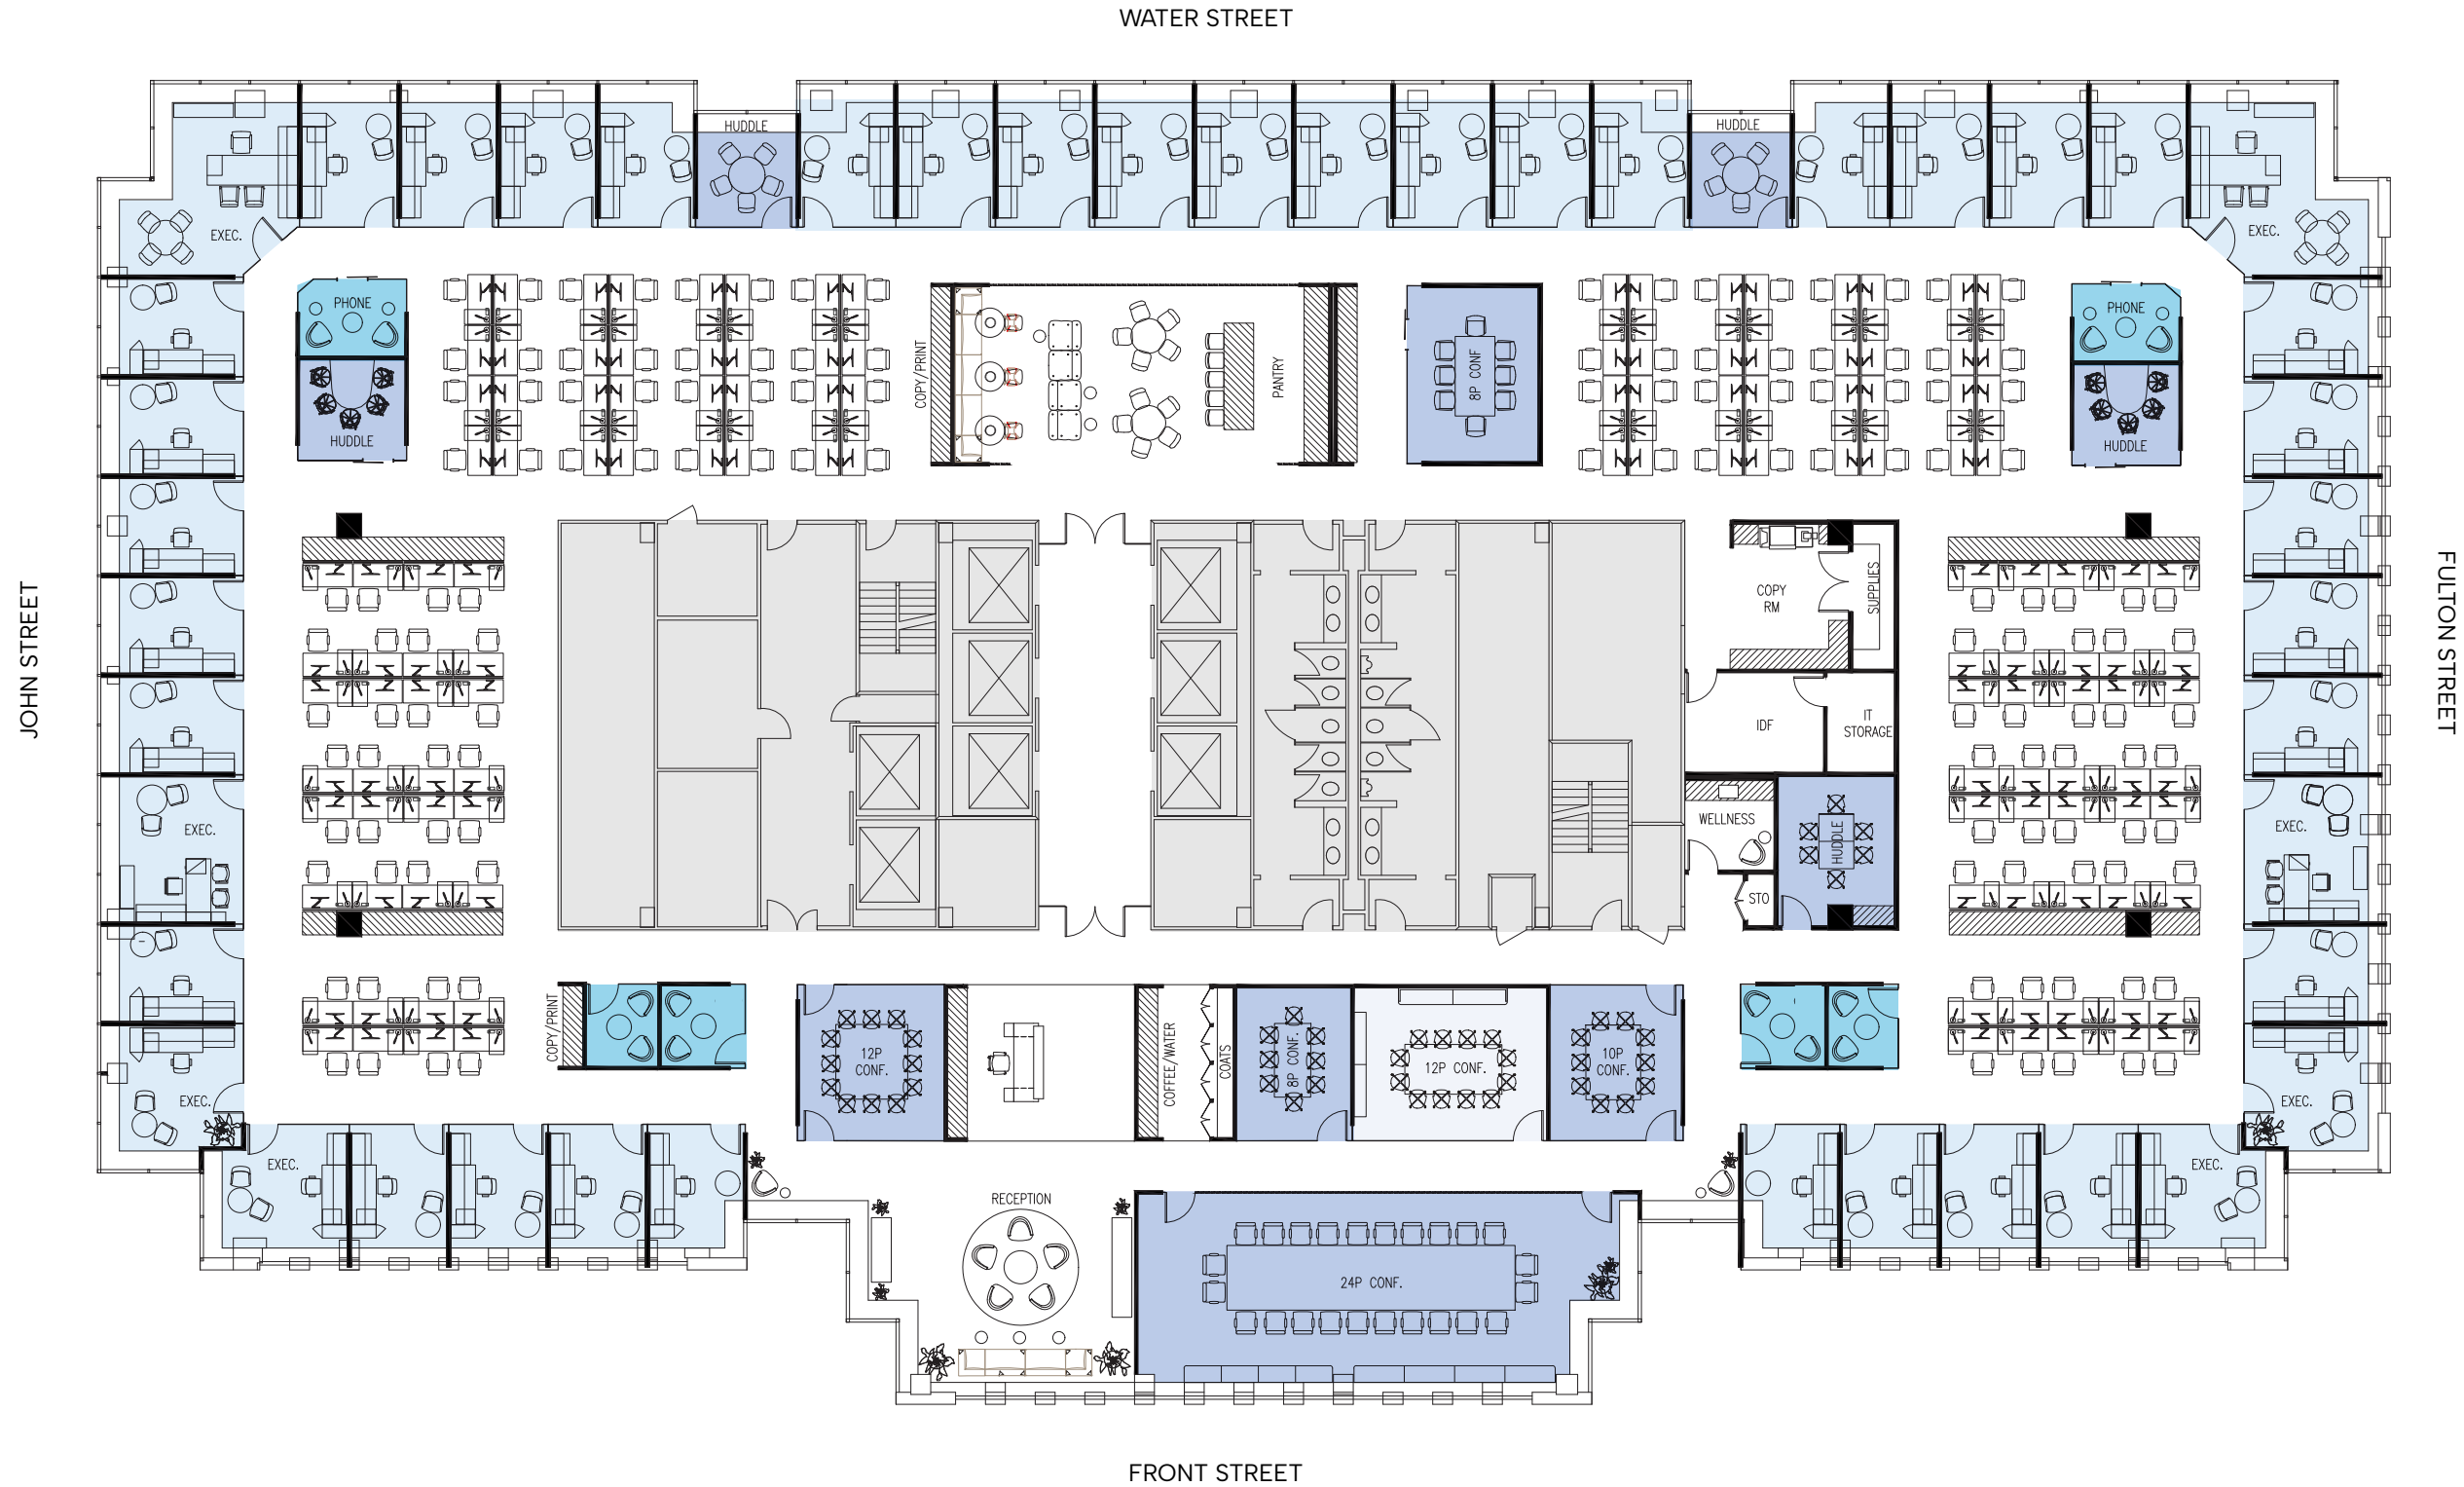 WATER STREET
HUDDLE
HUDDLE
EXEC.
EXEC.
PHONE
PHONE
COPY/PRINT
PANTRY
8P CONF
HUDDLE
HUDDLE
JOHN STREET
FULTON STREET
COPY
RM
SUPPLIES
IDF
IT
STORAGE
EXEC.
WELLNESS
HUDDLE
EXEC.
STO
COPY/PRINT
12P
CONF.
COFFEE/WATER
COATS
8P CONF.
12P CONF.
10P
CONF.
EXEC.
EXEC.
EXEC.
EXEC.
RECEPTION
24P CONF.
FRONT STREET